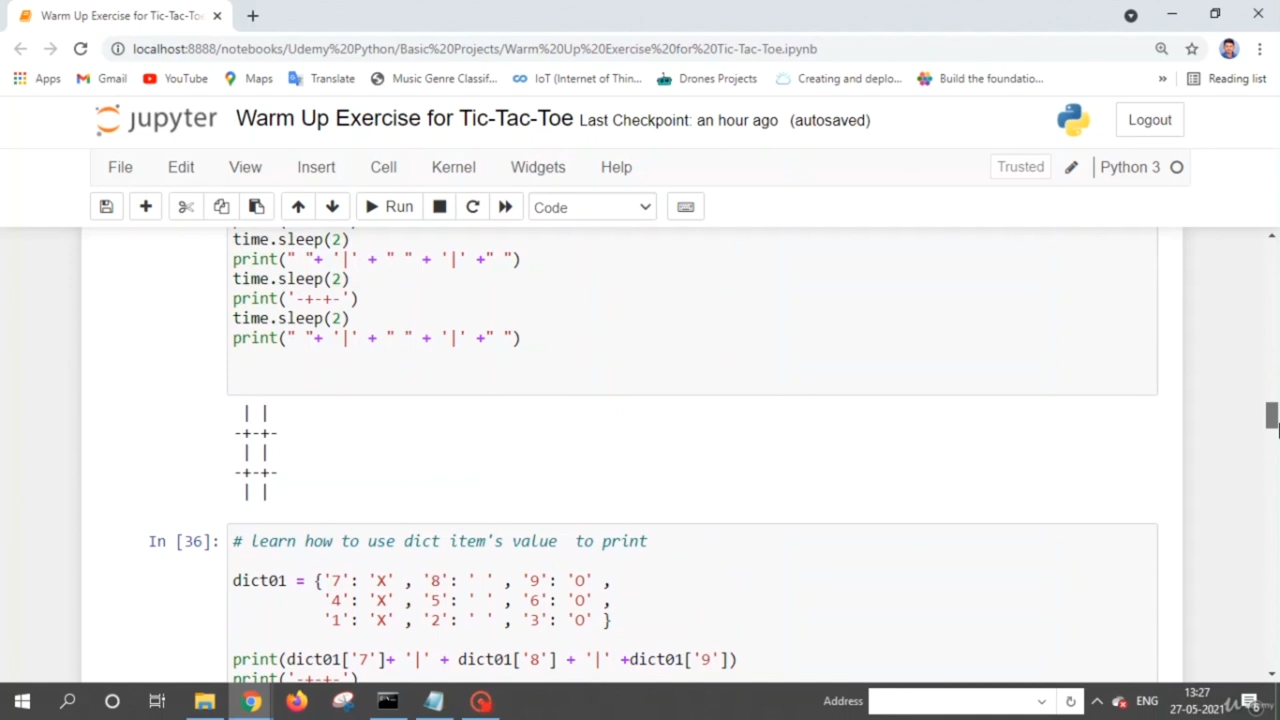 Warm Up Exercise for Tic-Tac-Toe
localhost:8888/notebooks/Udemy%20Python/Basic%20Projects/Warm%20Up%20Exercise%20for%20Tic-Tac-Toe.ipynb
Apps Gmail YouTube Maps Translate Music Genre Classif... IoT (Internet of Thin... Drones Projects Creating and deplo... Build the foundatio... » Reading list
jupyter Warm Up Exercise for Tic-Tac-Toe Last Checkpoint: an hour ago (autosaved) Logout
File Edit View Insert Cell Kernel Widgets Help Trusted Python 3
Run Code
time.sleep(2)
print(" "+ '|' + " " + '|' +" ")
time.sleep(2)
print('-+-+-')
time.sleep(2)
print(" "+ '|' + " " + '|' +" ")
| |
-+-+-
| |
-+-+-
| |
In [36]: # learn how to use dict item's value to print
dict01 = {'7': 'X' , '8': ' ' , '9': 'O' ,
'4': 'X' , '5': ' ' , '6': 'O' ,
'1': 'X' , '2': ' ' , '3': 'O' }
print(dict01['7']+ '|' + dict01['8'] + '|' +dict01['9'])
print('-+-+-')
Address ENG 13:27
27-05-2021